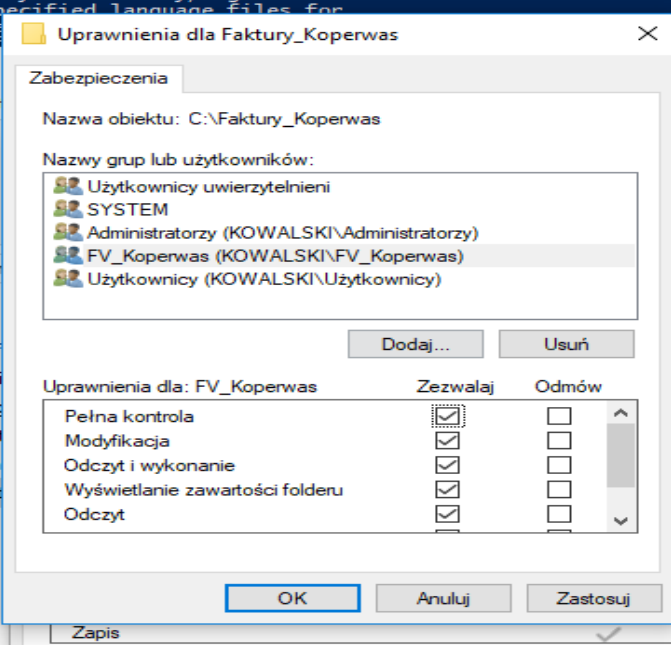 pecified language files for
Uprawnienia dla Faktury_Koperwas
Zabezpieczenia
Nazwa obiektu: C:\Faktury_Koperwas
Nazwy grup lub użytkowników:
Użytkownicy uwierzytelnieni
SYSTEM
Administratorzy (KOWALSKI\Administratorzy)
FV_Koperwas (KOWALSKI\FV_Koperwas)
Użytkownicy (KOWALSKI\Użytkownicy)
Dodaj... Usuń
Uprawnienia dla: FV_Koperwas Zezwalaj Odmów
Pełna kontrola
Modyfikacja
Odczyt i wykonanie
Wyświetlanie zawartości folderu
Odczyt
OK Anuluj Zastosuj
Zapis